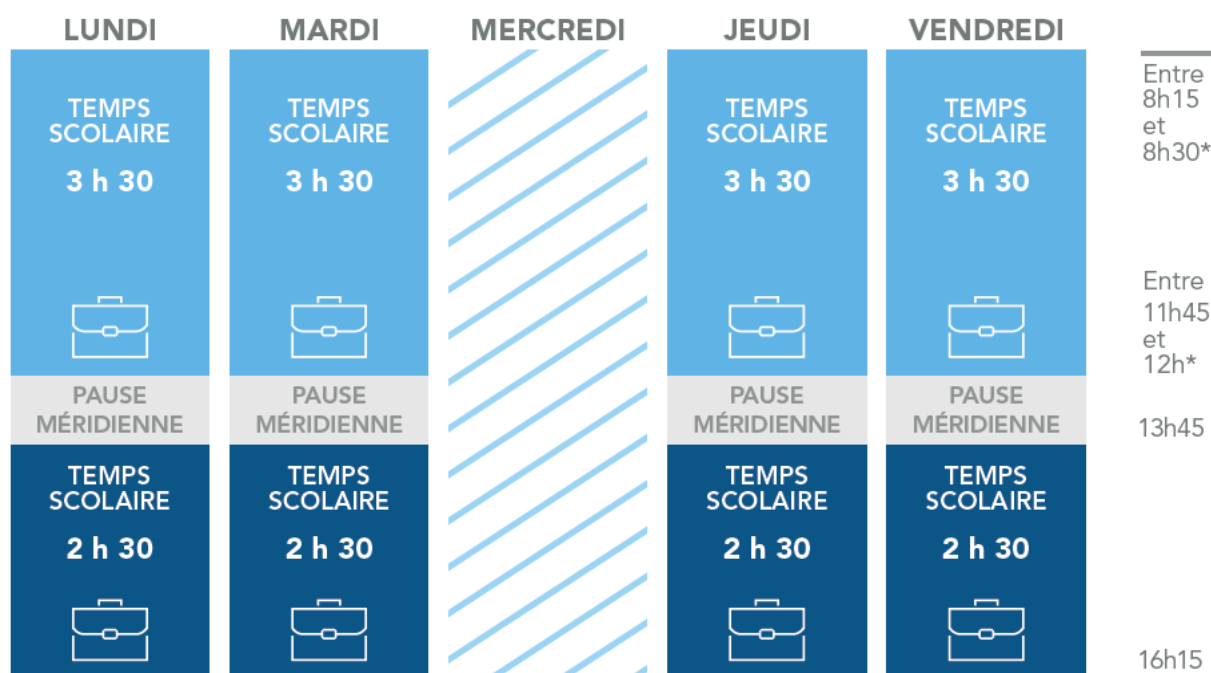 LUNDI
MARDI
MERCREDI
JEUDI
VENDREDI
TEMPS
SCOLAIRE
3 h 30
TEMPS
SCOLAIRE
3 h 30
TEMPS
SCOLAIRE
3 h 30
TEMPS
SCOLAIRE
3 h 30
Entre
8h15
et
8h30*
Entre
11h45
et
12h*
PAUSE
MÉRIDIENNE
PAUSE
MÉRIDIENNE
PAUSE
MÉRIDIENNE
PAUSE
MÉRIDIENNE
13h45
TEMPS
SCOLAIRE
2 h 30
TEMPS
SCOLAIRE
2 h 30
TEMPS
SCOLAIRE
2 h 30
TEMPS
SCOLAIRE
2 h 30
16h15